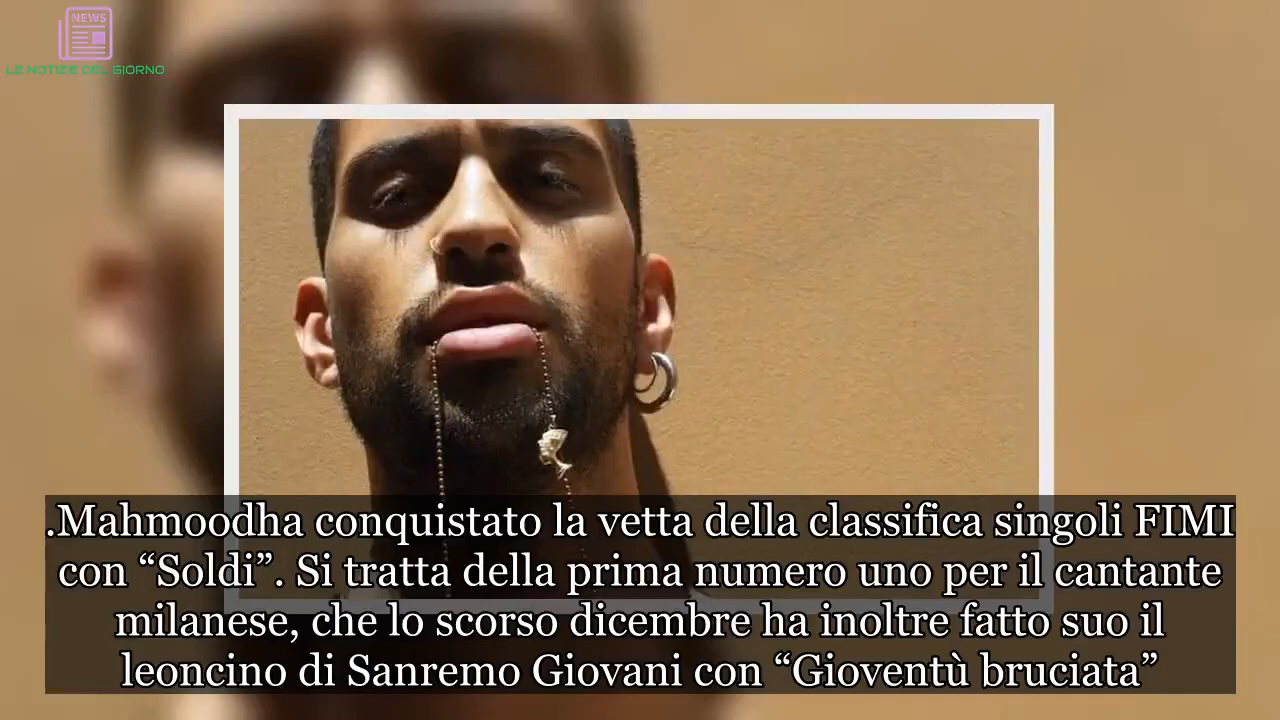 NEWS
LE NOTIZIE DEL GIORNO
.Mahmoodha conquistato la vetta della classifica singoli FIMI
con “Soldi”. Si tratta della prima numero uno per il cantante
milanese, che lo scorso dicembre ha inoltre fatto suo il
leoncino di Sanremo Giovani con “Gioventù bruciata”